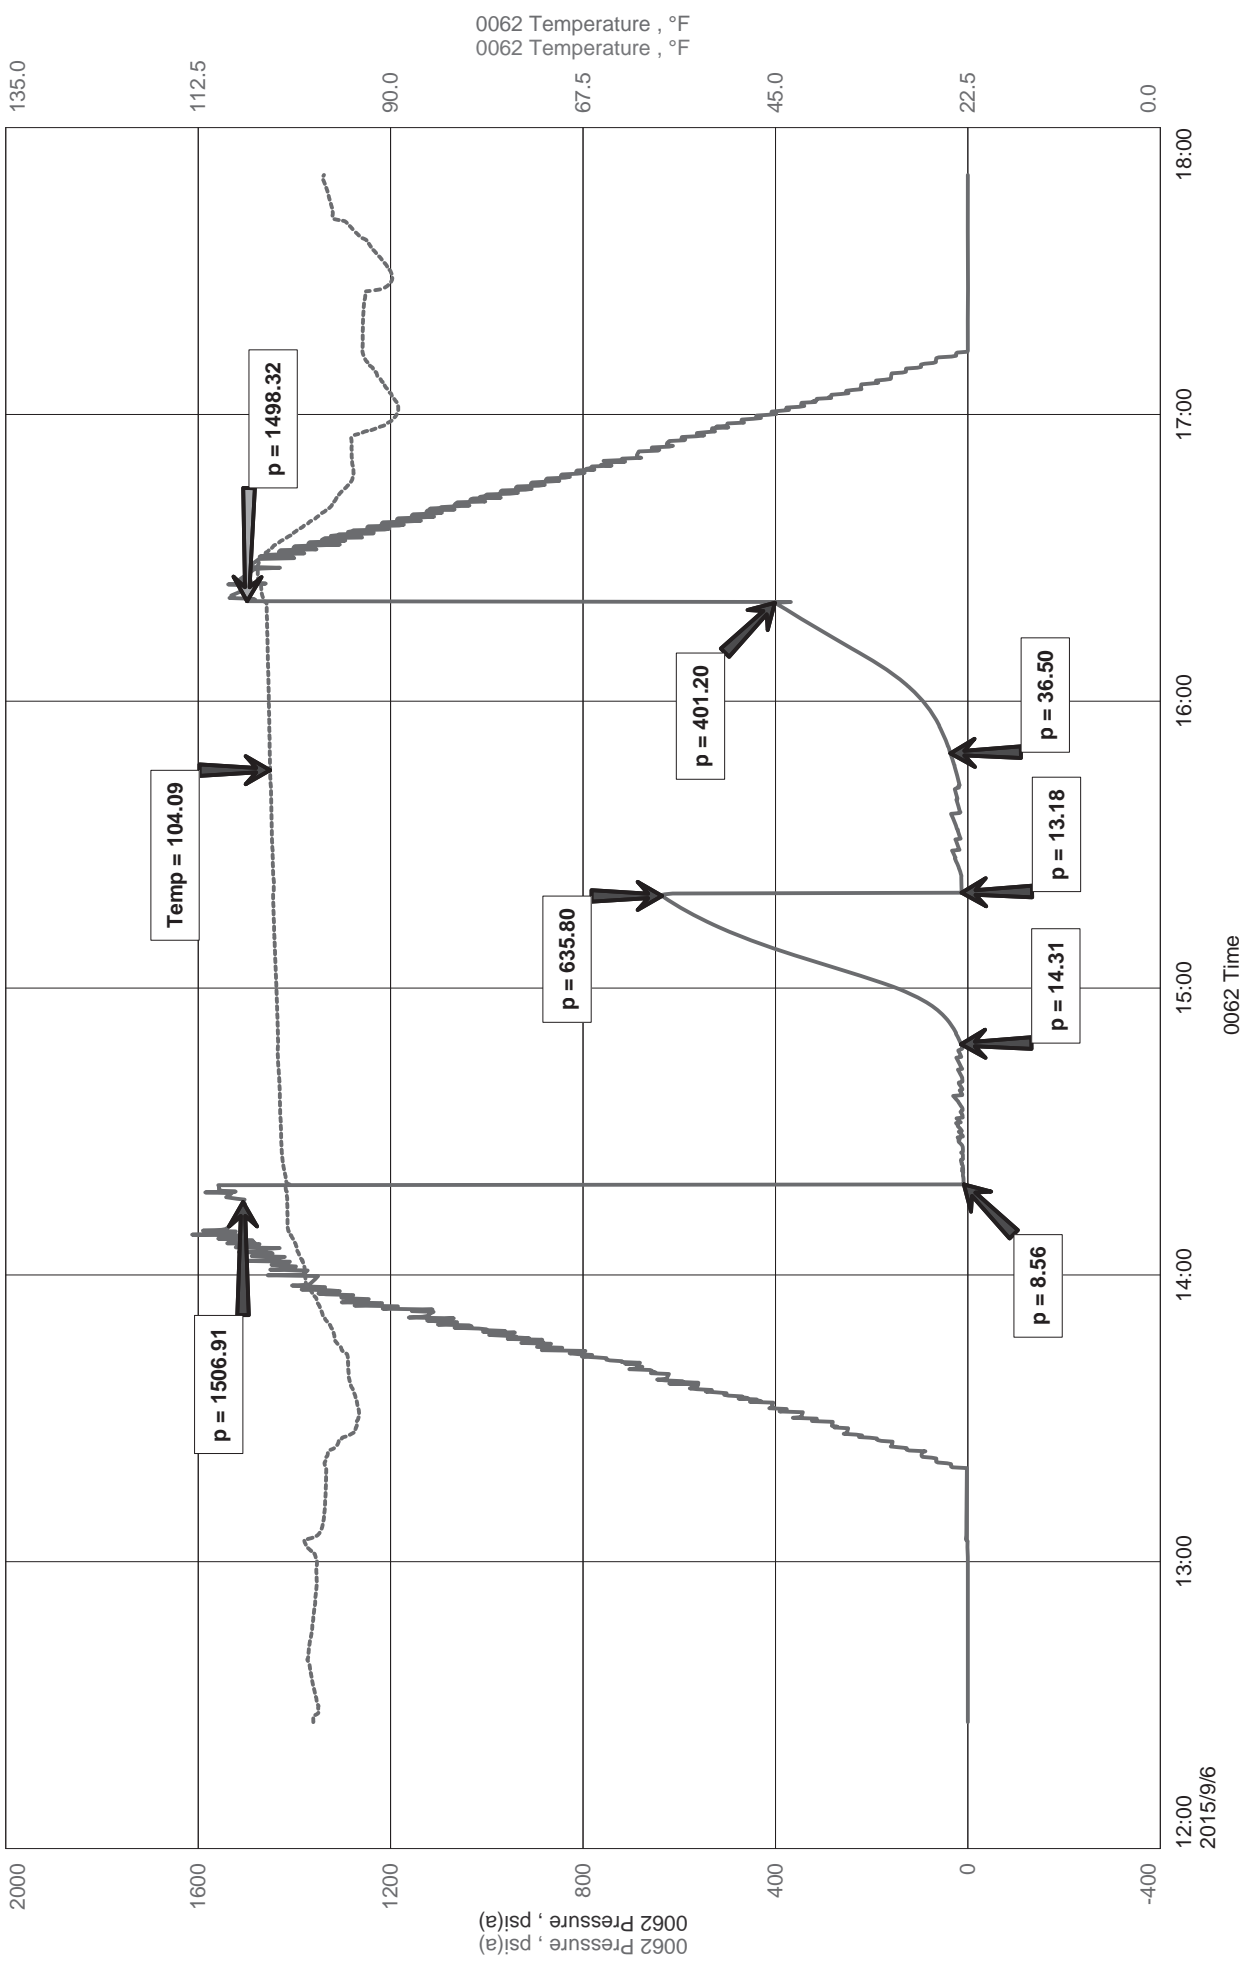 0062 Temperature , °F
0062 Temperature , °F
135.0
112.5
90.0
67.5
45.0
22.5
0.0
2000
1600
1200
800
400
0
-400
0062 Pressure , psi(a)
0062 Pressure , psi(a)
p = 1506.91
Temp = 104.09
p = 1498.32
p = 635.80
p = 401.20
p = 8.56
p = 14.31
p = 13.18
p = 36.50
12:00
13:00
14:00
15:00
16:00
17:00
18:00
2015/9/6
0062 Time